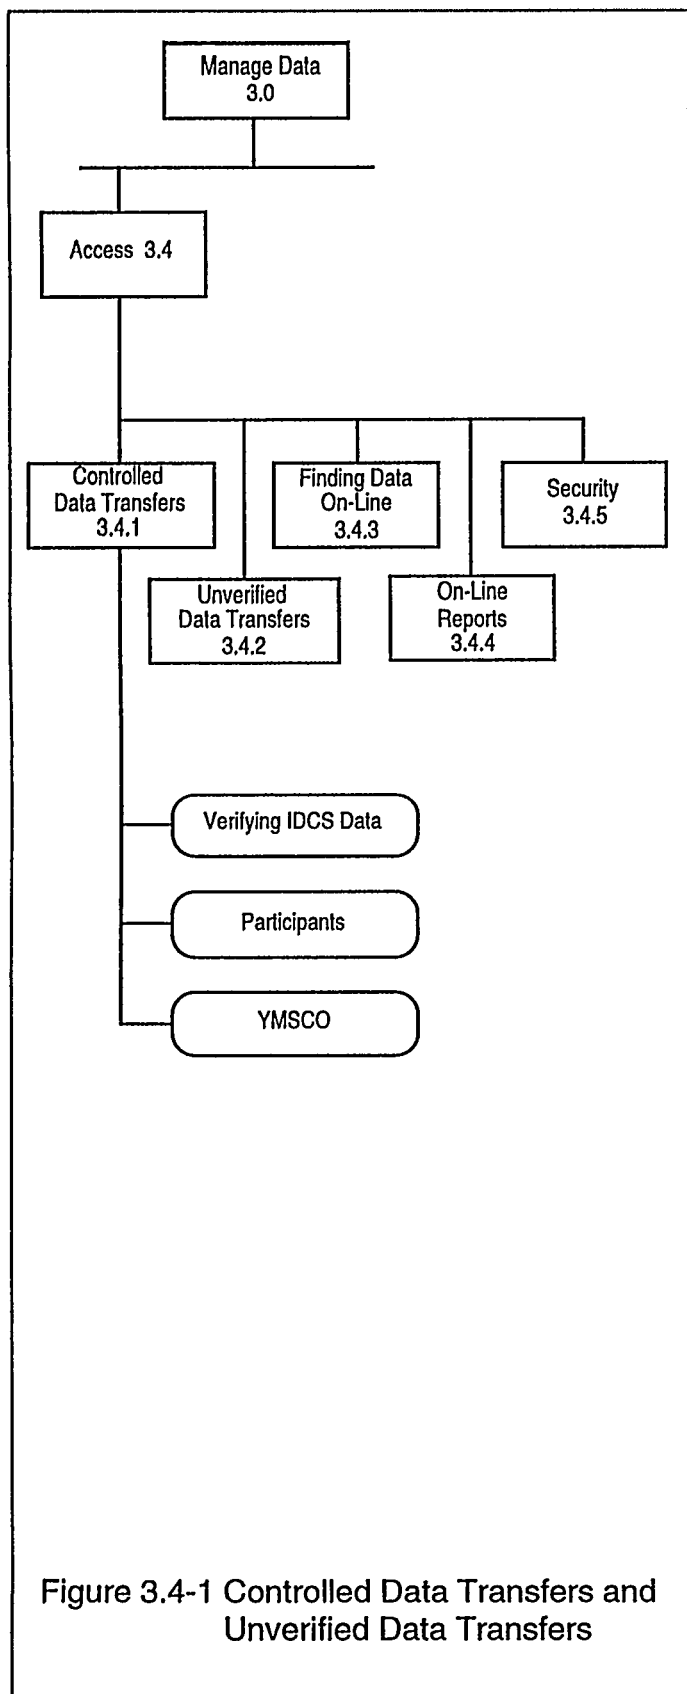 Manage Data
3.0
Access 3.4
Controlled
Data Transfers
3.4.1
Finding Data
On-Line
3.4.3
Security
3.4.5
Unverified
Data Transfers
3.4.2
On-Line
Reports
3.4.4
Verifying IDCS Data
Participants
YMSCO
Figure 3.4-1 Controlled Data Transfers and
Unverified Data Transfers